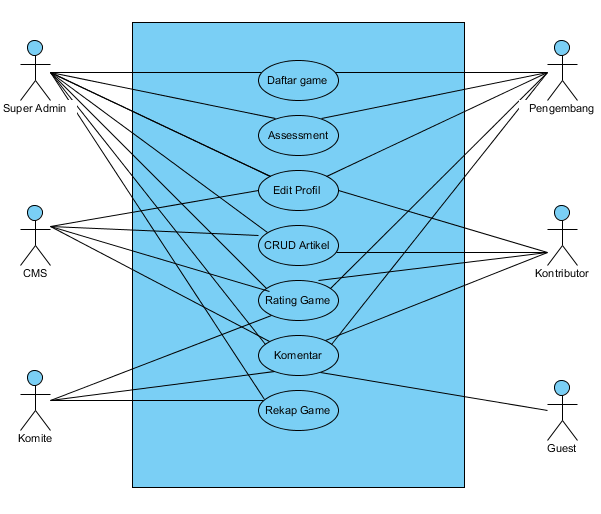 Daftar game
Super Admin
Pengembang
Assessment
Edit Profil
CRUD Artikel
CMS
Kontributor
Rating Game
Komentar
Rekap Game
Komite
Guest